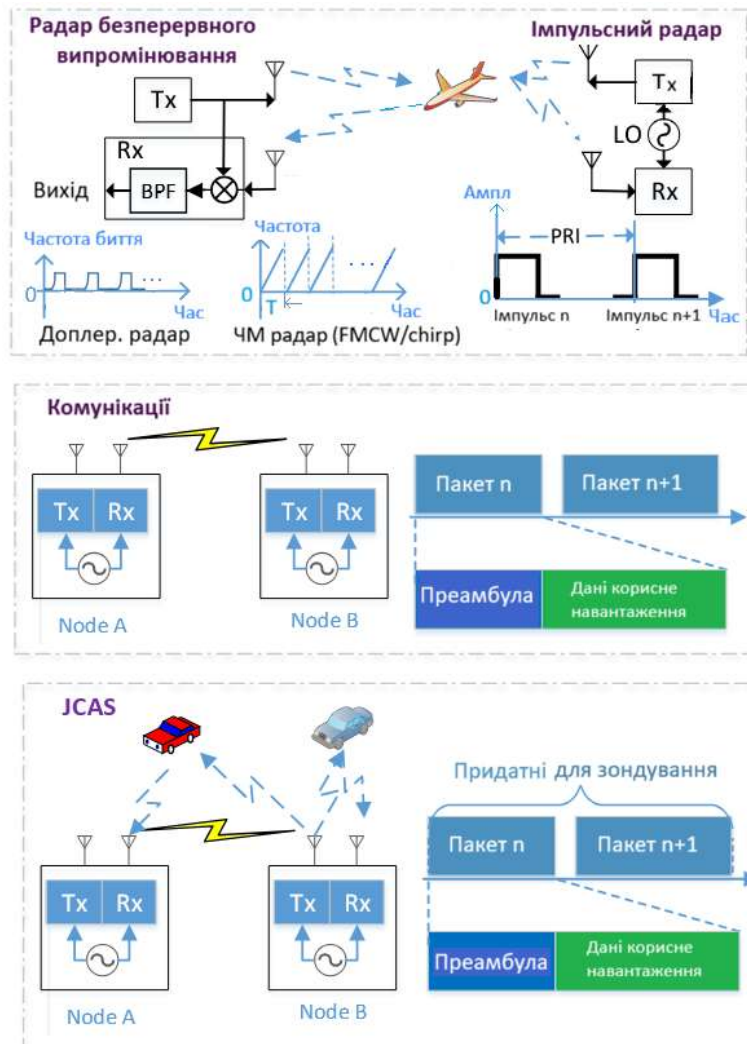 Радар безперервного
випромінювання
Імпульсний радар
Tx
Tx
LO
Rx
BPF
Вихід
Rx
Частота биття
0
Час
Доплер. радар
Частота
0
T
Час
ЧМ радар (FMCW/chirp)
Ампл
PRI
0
Імпульс n
Імпульс n+1
Час
Комунікації
Tx
Rx
Node A
Tx
Rx
Node B
Пакет n
Пакет n+1
Преамбула
Дані корисне
навантаження
JCAS
Tx
Rx
Node A
Tx
Rx
Node B
Придатні для зондування
Пакет n
Пакет n+1
Преамбула
Дані корисне
навантаження